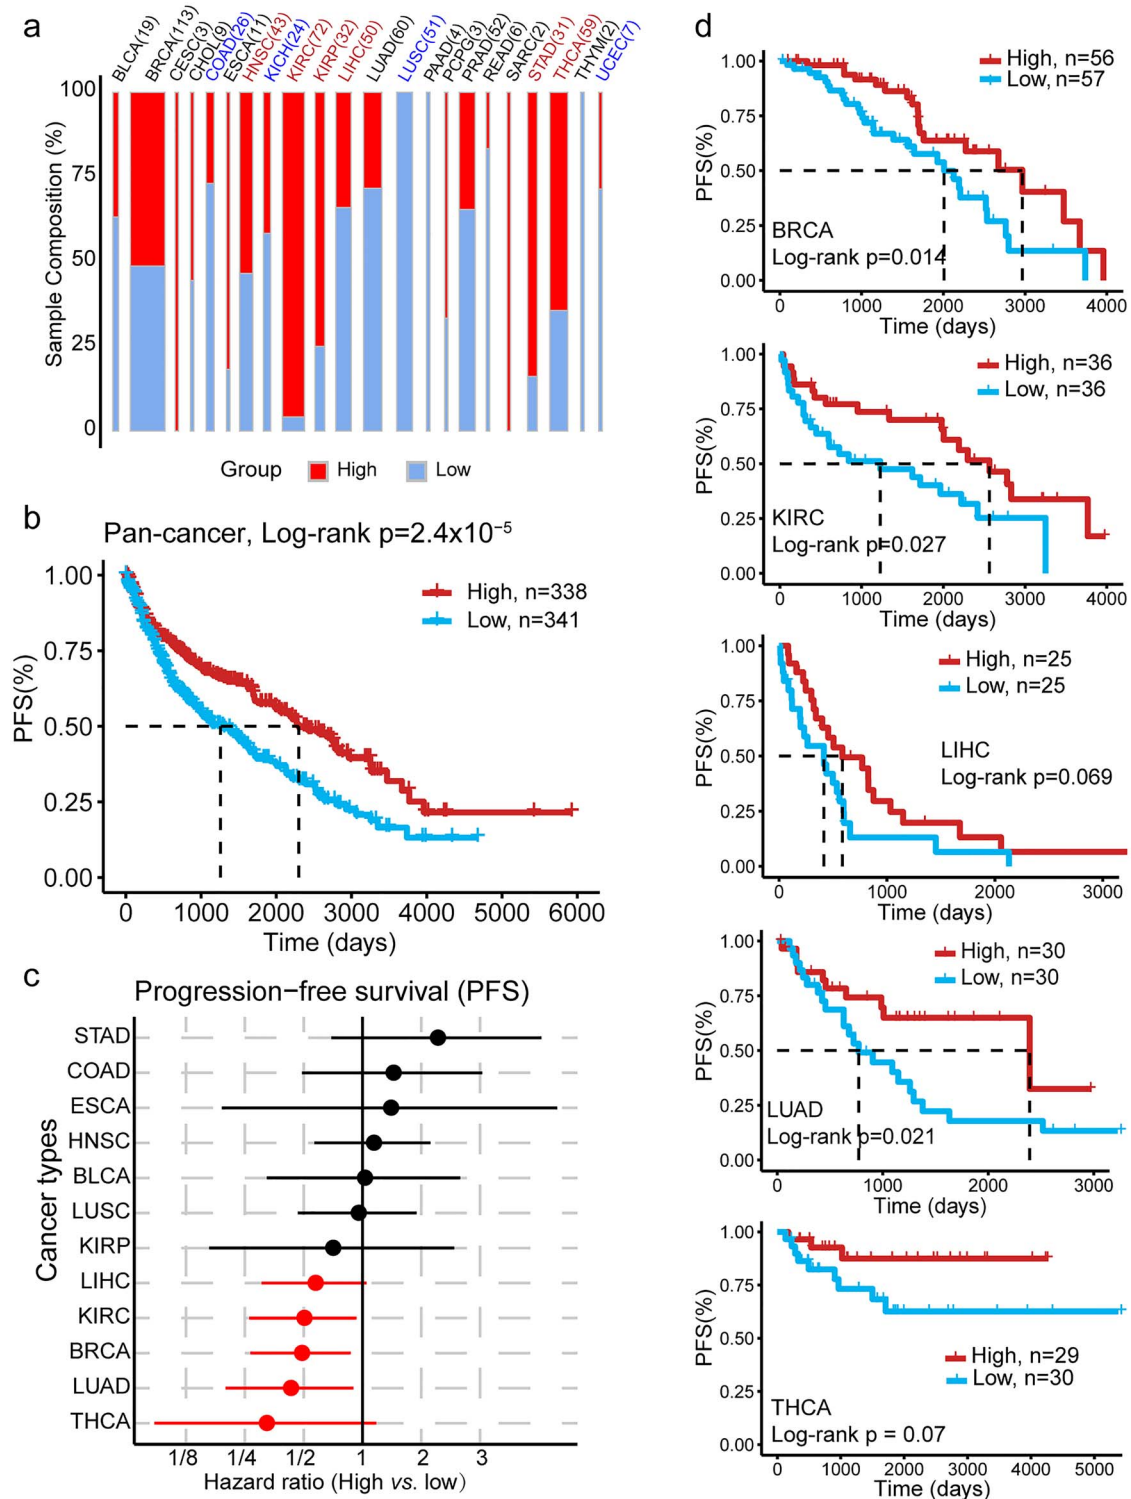 a
BLCA(19)
BRCA(113)
CESC(3)
CHOL(9)
COAD(26)
ESCA(11)
HNSC(43)
KICH(24)
KIRC(72)
KIRP(32)
LIHC(50)
LUAD(60)
LUSC(51)
PAAD(4)
PCPG(3)
PRAD(52)
READ(6)
SARC(2)
STAD(31)
THCA(59)
THYM(2)
UCEC(7)
Sample Composition (%)
100
75
50
25
0
Group High Low
b
Pan-cancer, Log-rank p=2.4x10⁻⁵
High, n=338
Low, n=341
PFS(%)
1.00
0.75
0.50
0.25
0.00
0 1000 2000 3000 4000 5000 6000
Time (days)
c
Progression−free survival (PFS)
Cancer types
STAD
COAD
ESCA
HNSC
BLCA
LUSC
KIRP
LIHC
KIRC
BRCA
LUAD
THCA
1/8 1/4 1/2 1 2 3
Hazard ratio (High vs. low)
d
High, n=56
Low, n=57
PFS(%)
1.00
0.75
0.50
0.25
0.00
BRCA
Log-rank p=0.014
0 1000 2000 3000 4000
Time (days)
High, n=36
Low, n=36
PFS(%)
1.00
0.75
0.50
0.25
0.00
KIRC
Log-rank p=0.027
0 1000 2000 3000 4000
Time (days)
High, n=25
Low, n=25
PFS(%)
1.00
0.75
0.50
0.25
0.00
LIHC
Log-rank p=0.069
0 1000 2000 3000
Time (days)
High, n=30
Low, n=30
PFS(%)
1.00
0.75
0.50
0.25
0.00
LUAD
Log-rank p=0.021
0 1000 2000 3000
Time (days)
PFS(%)
1.00
0.75
0.50
0.25
0.00
High, n=29
Low, n=30
THCA
Log-rank p = 0.07
0 1000 2000 3000 4000 5000
Time (days)